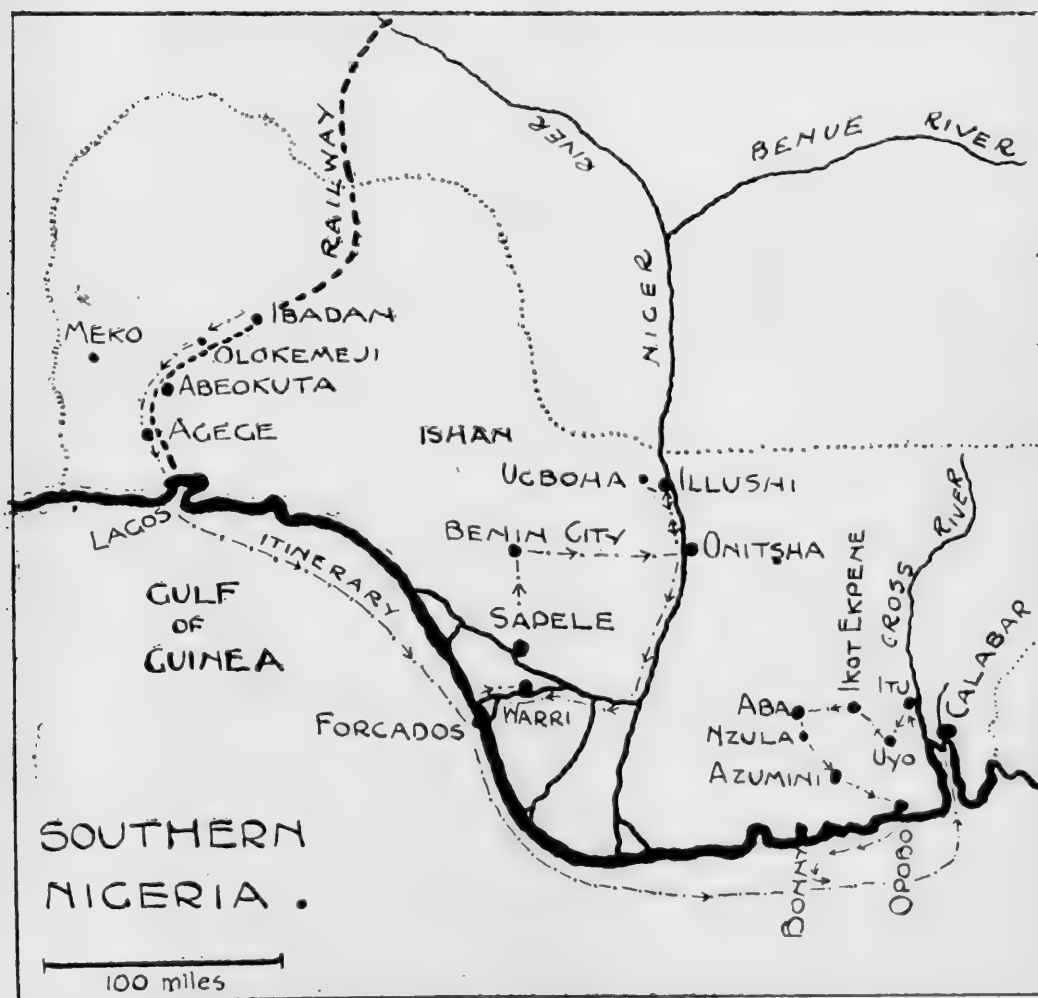 RIVER
BENUE RIVER
RAILWAY
NIGER
IBADAN
MEKO
OLOKEMEJI
ABEOKUTA
AGEGE
ISHAN
UGBOHA
ILLUSHI
LAGOS
ITINERARY
BENIN CITY
ONITSHA
RIVER
CROSS
GULF
OF
GUINEA
SAPELE
IKOT EKPENE
ITU
CALABAR
WARRI
FORCADOS
ABA
NZULA
UYO
AZUMINI
BONNY
OPOBO
SOUTHERN
NIGERIA .
100 miles